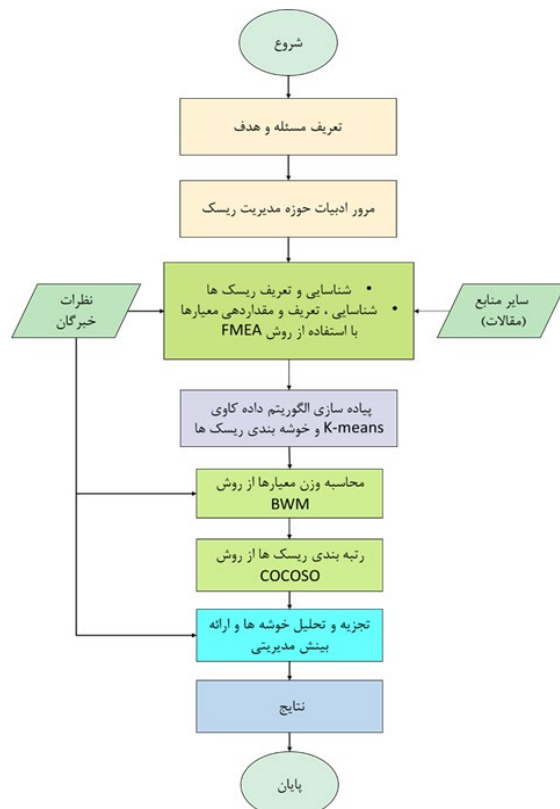 شروع
تعریف مسئله و هدف
مرور ادبیات حوزه مدیریت ریسک
• شناسایی و تعریف ریسک ها
• شناسایی ، تعریف و مقداردهی معیارها
با استفاده از روش FMEA
سایر منابع
(مقالات)
نظرات
خبرگان
پیاده سازی الگوریتم داده کاوی
K-means و خوشه بندی ریسک ها
محاسبه وزن معیارها از روش
BWM
رتبه بندی ریسک ها از روش
COCOSO
تجزیه و تحلیل خوشه ها و ارائه
بینش مدیریتی
نتایج
پایان